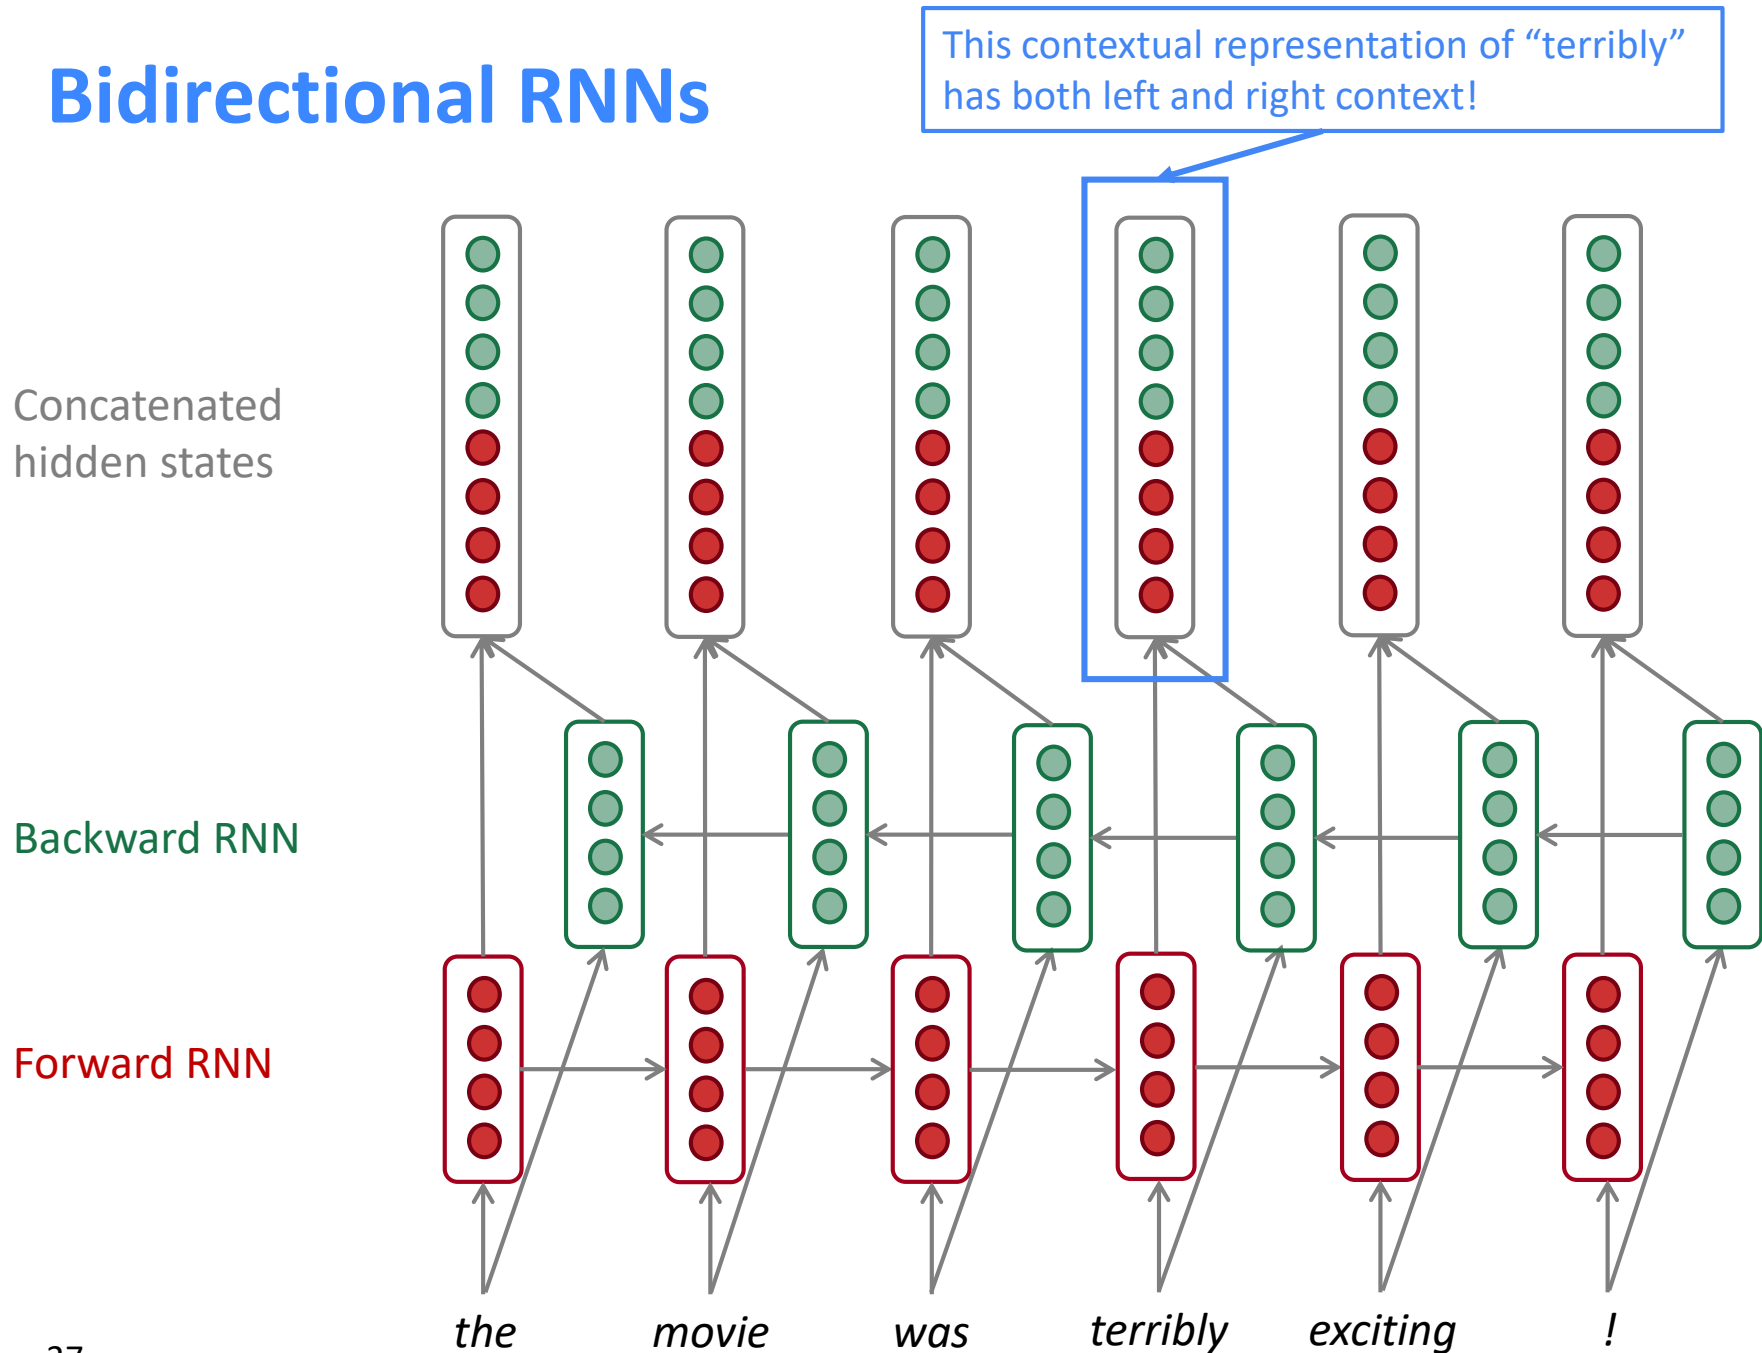 Bidirectional RNNs
This contextual representation of “terribly”
has both left and right context!
Concatenated
hidden states
Backward RNN
Forward RNN
the movie was terribly exciting !